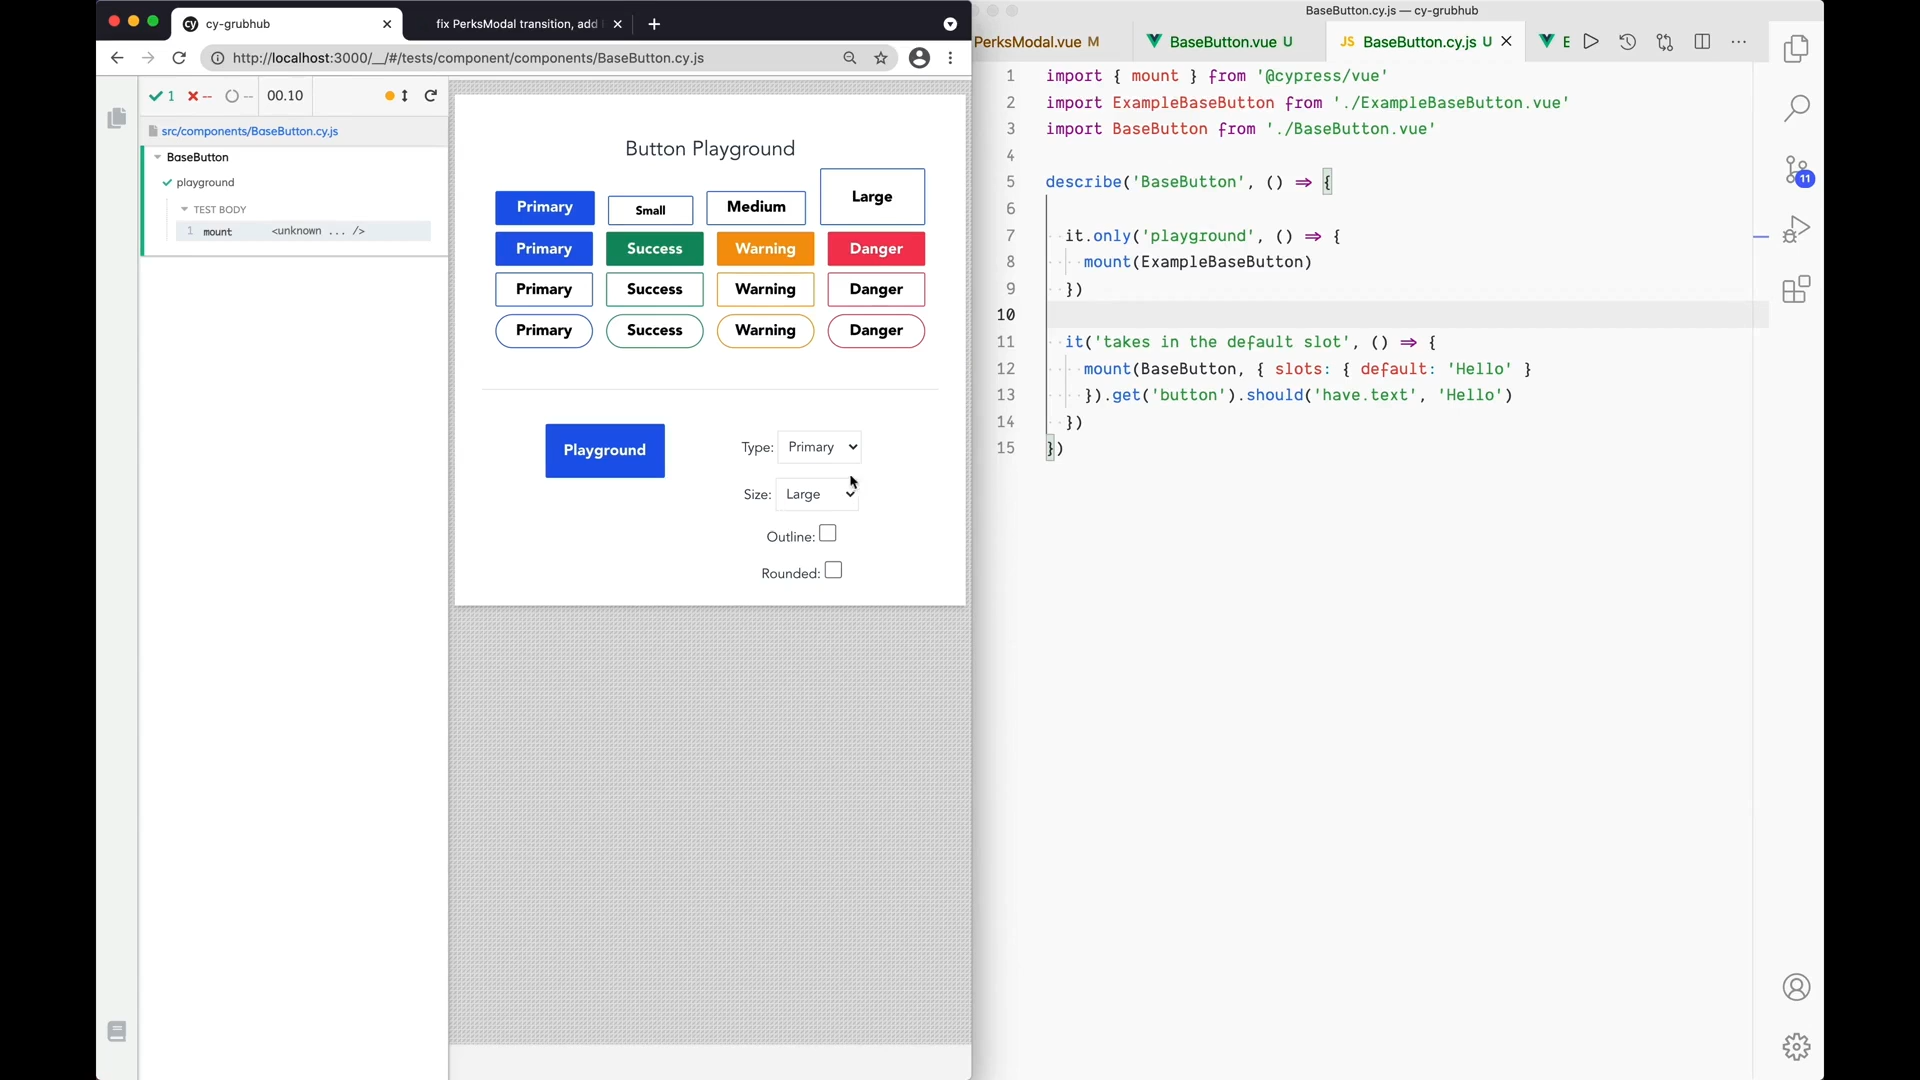 cy cy-grubhub
fix PerksModal transition, add
http://localhost:3000/__/#/tests/component/components/BaseButton.cy.js
1 -- -- 00.10
src/components/BaseButton.cy.js
BaseButton
playground
TEST BODY
1 mount <unknown ... />
Button Playground
Primary Small Medium Large
Primary Success Warning Danger
Primary Success Warning Danger
Primary Success Warning Danger
Playground
Type: Primary
Size: Large
Outline:
Rounded:
BaseButton.cy.js — cy-grubhub
PerksModal.vue M BaseButton.vue U JS BaseButton.cy.js U E
1 import { mount } from '@cypress/vue'
2 import ExampleBaseButton from './ExampleBaseButton.vue'
3 import BaseButton from './BaseButton.vue'
4
5 describe('BaseButton', () ⇒ {
6
7 it.only('playground', () ⇒ {
8 mount(ExampleBaseButton)
9 })
10
11 it('takes in the default slot', () ⇒ {
12 mount(BaseButton, { slots: { default: 'Hello' }
13 }).get('button').should('have.text', 'Hello')
14 })
15 })
11